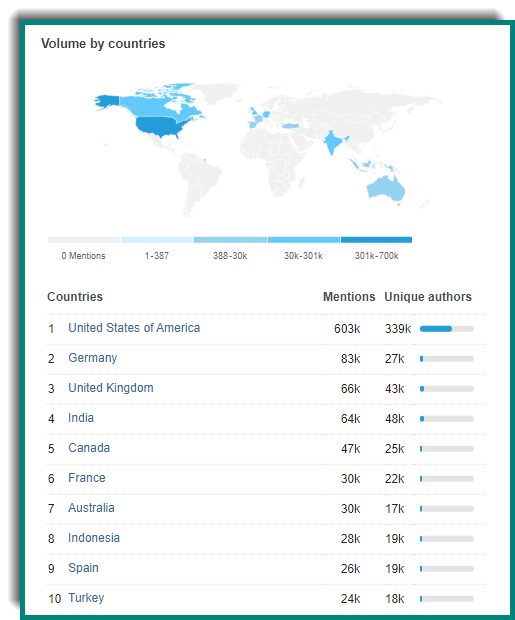 Volume by countries
0 Mentions 1-387 388-30k 30k-301k 301k-700k
Countries Mentions Unique authors
1 United States of America 603k 339k
2 Germany 83k 27k
3 United Kingdom 66k 43k
4 India 64k 48k
5 Canada 47k 25k
6 France 30k 22k
7 Australia 30k 17k
8 Indonesia 28k 19k
9 Spain 26k 19k
10 Turkey 24k 18k